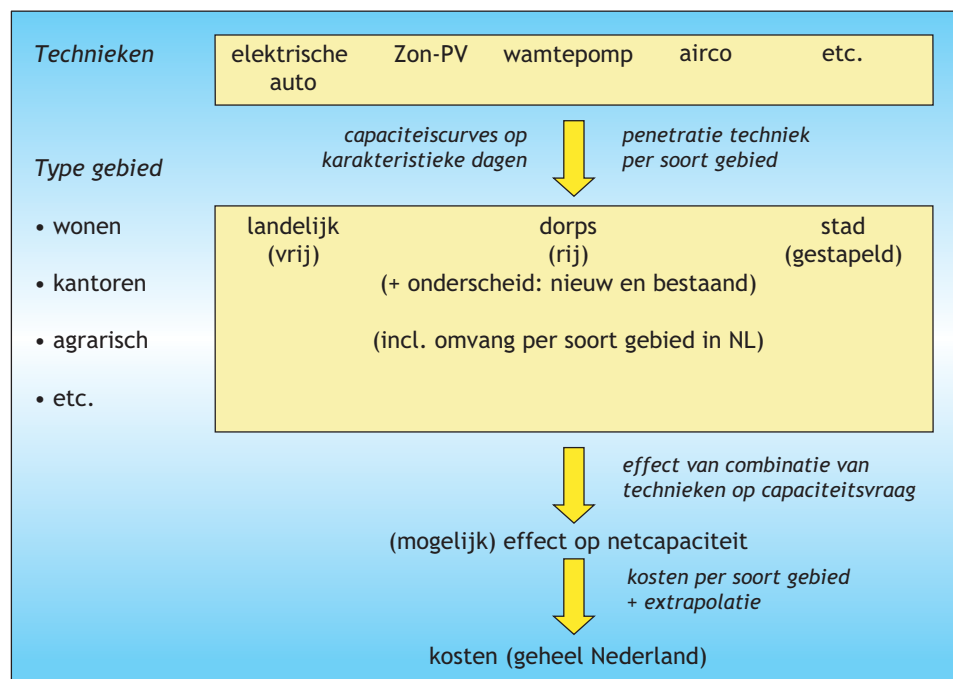 Technieken
elektrische Zon-PV wamtepomp airco etc.
auto
capaciteiscurves op penetratie techniek
karakteristieke dagen per soort gebied
Type gebied
• wonen landelijk dorps stad
(vrij) (rij) (gestapeld)
• kantoren (+ onderscheid: nieuw en bestaand)
• agrarisch (incl. omvang per soort gebied in NL)
• etc.
effect van combinatie van
technieken op capaciteitsvraag
(mogelijk) effect op netcapaciteit
kosten per soort gebied
+ extrapolatie
kosten (geheel Nederland)